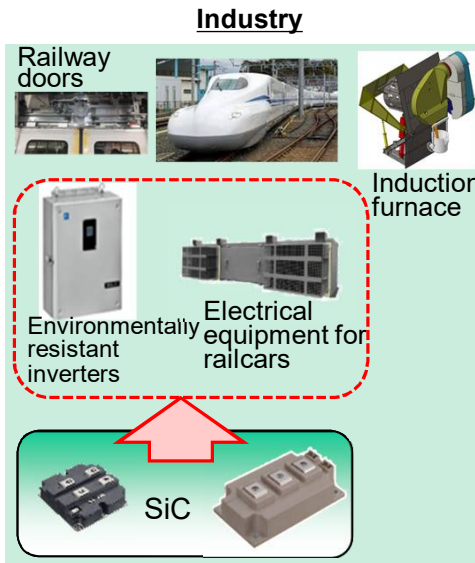 Industry
Railway
doors
Induction
furnace
Environmentally
resistant
inverters
Electrical
equipment for
railcars
SiC